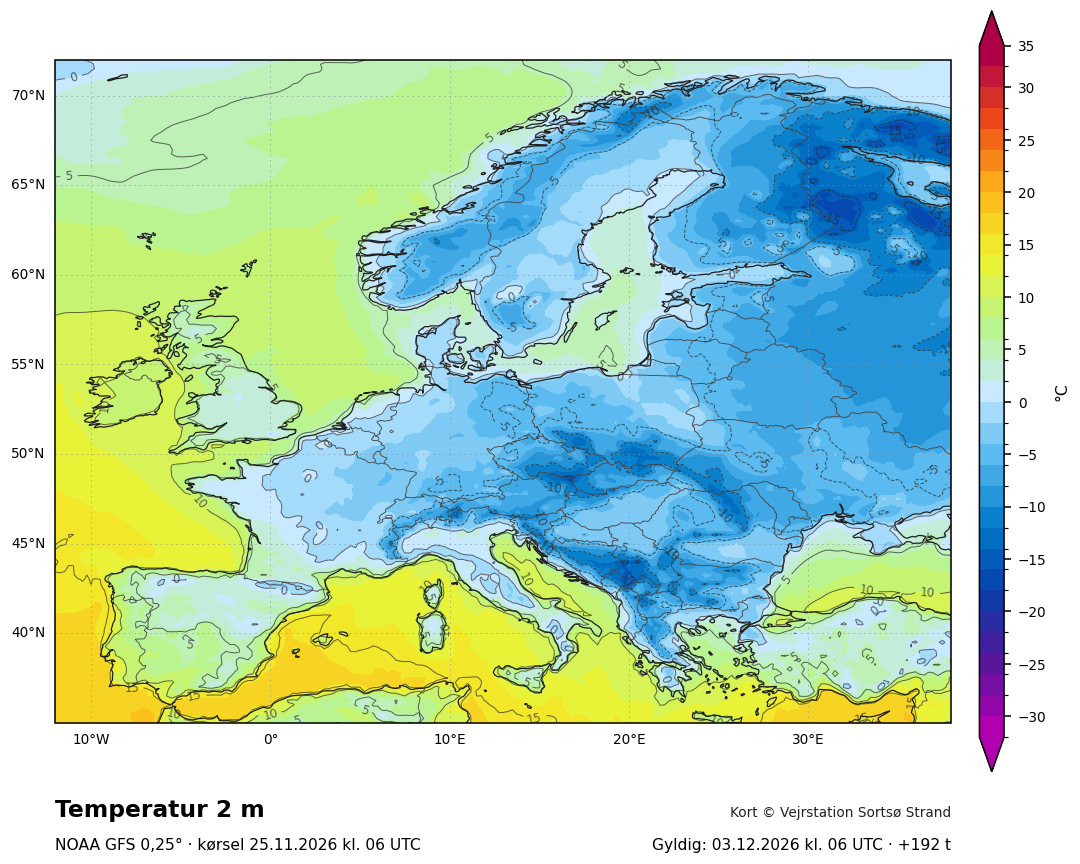 70°N
65°N
60°N
55°N
50°N
45°N
40°N
10°W
0°
10°E
20°E
30°E
35
30
25
20
15
10
5
0
−5
−10
−15
−20
−25
−30
°C
Temperatur 2 m
Kort © Vejrstation Sortsø Strand
NOAA GFS 0,25° · kørsel 25.11.2026 kl. 06 UTC
Gyldig: 03.12.2026 kl. 06 UTC · +192 t